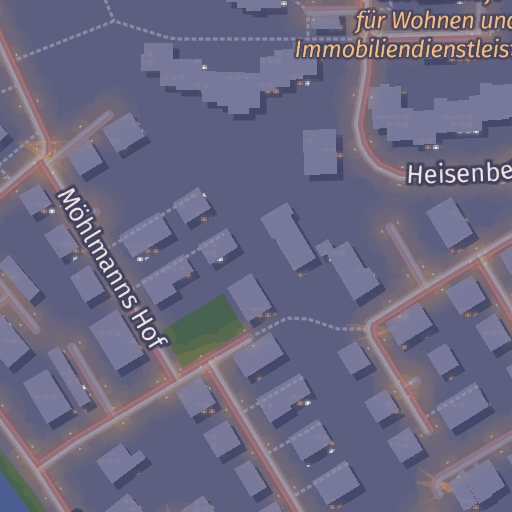 für Wohnen und
Immobiliendienstleist
Heisenbe
Möhlmanns Hof